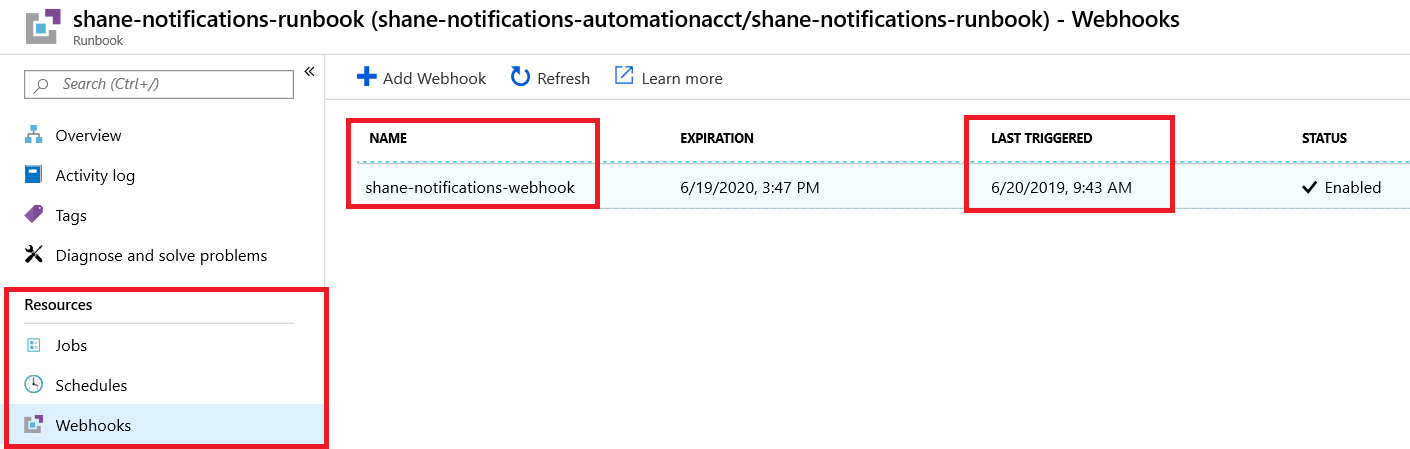 shane-notifications-runbook (shane-notifications-automationacct/shane-notifications-runbook) - Webhooks
Runbook
Search (Ctrl+/)
«
Overview
Activity log
Tags
Diagnose and solve problems
Resources
Jobs
Schedules
Webhooks
Add Webhook Refresh Learn more
NAME EXPIRATION LAST TRIGGERED STATUS
shane-notifications-webhook 6/19/2020, 3:47 PM 6/20/2019, 9:43 AM Enabled